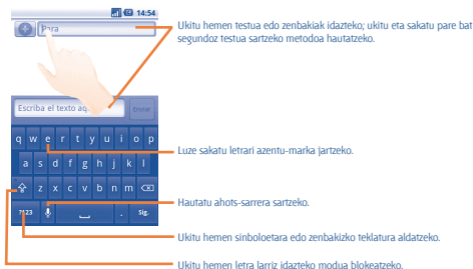 14:54
Para
Ukitu hemen testua edo zenbakiak idazteko; ukitu eta sakatu pare bat
segundoz testua sartzeko metodoa hautatzeko.
Escriba el texto aq
Enviar
q w e r t y u i o p
Luze sakatu letrari azentu-marka jartzeko.
a s d f g h j k l
z x c v b n m
Hautatu ahots-sarrera sartzeko.
?123 . Sig.
Ukitu hemen sinboloetara edo zenbakizko teklatura aldatzeko.
Ukitu hemen letra larriz idazteko modua blokeatzeko.